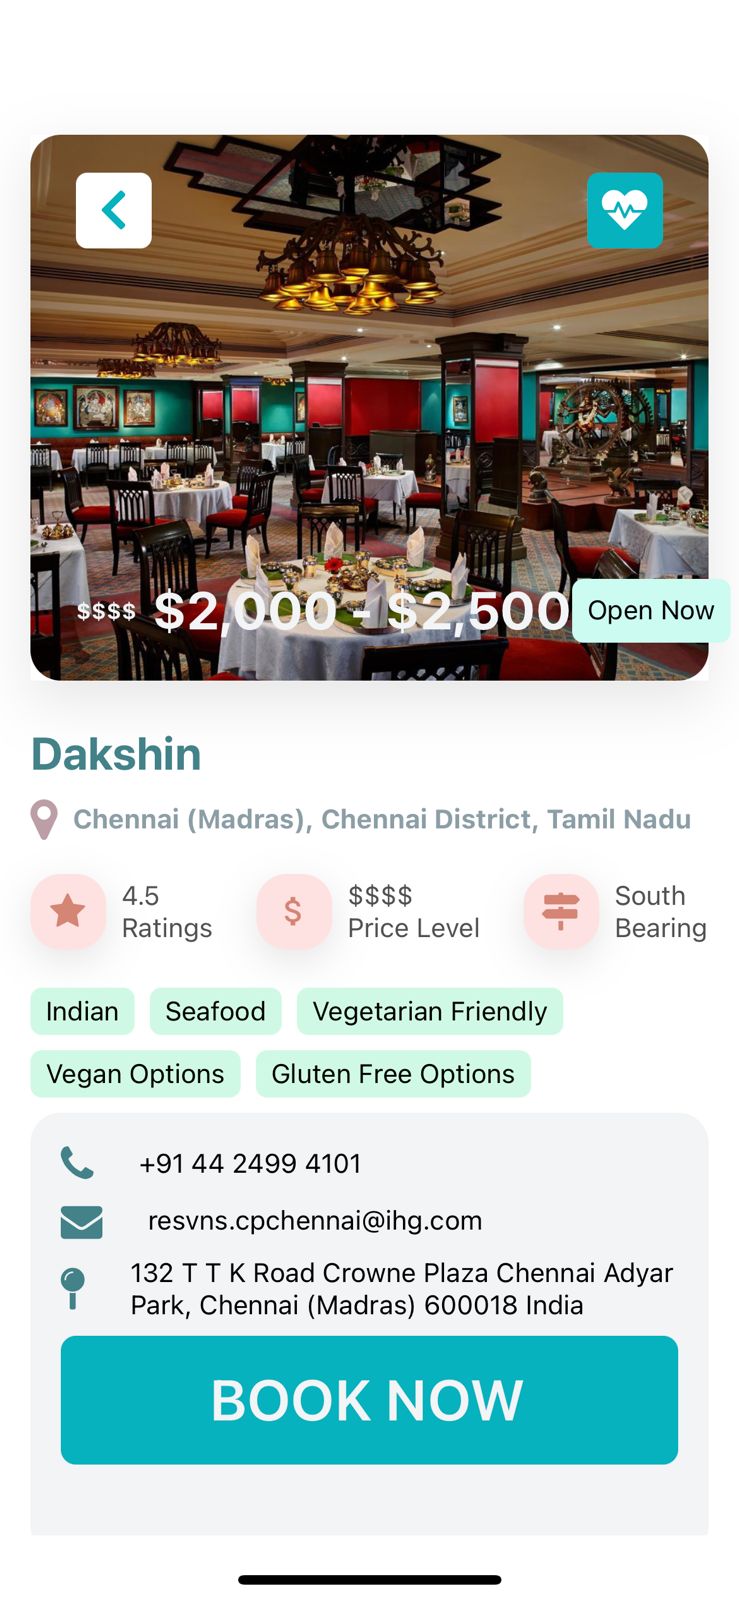 $$$$ $2,000 - $2,500 Open Now
Dakshin
Chennai (Madras), Chennai District, Tamil Nadu
4.5
Ratings
$$$$
Price Level
South
Bearing
Indian Seafood Vegetarian Friendly
Vegan Options Gluten Free Options
+91 44 2499 4101
resvns.cpchennai@ihg.com
132 T T K Road Crowne Plaza Chennai Adyar
Park, Chennai (Madras) 600018 India
BOOK NOW